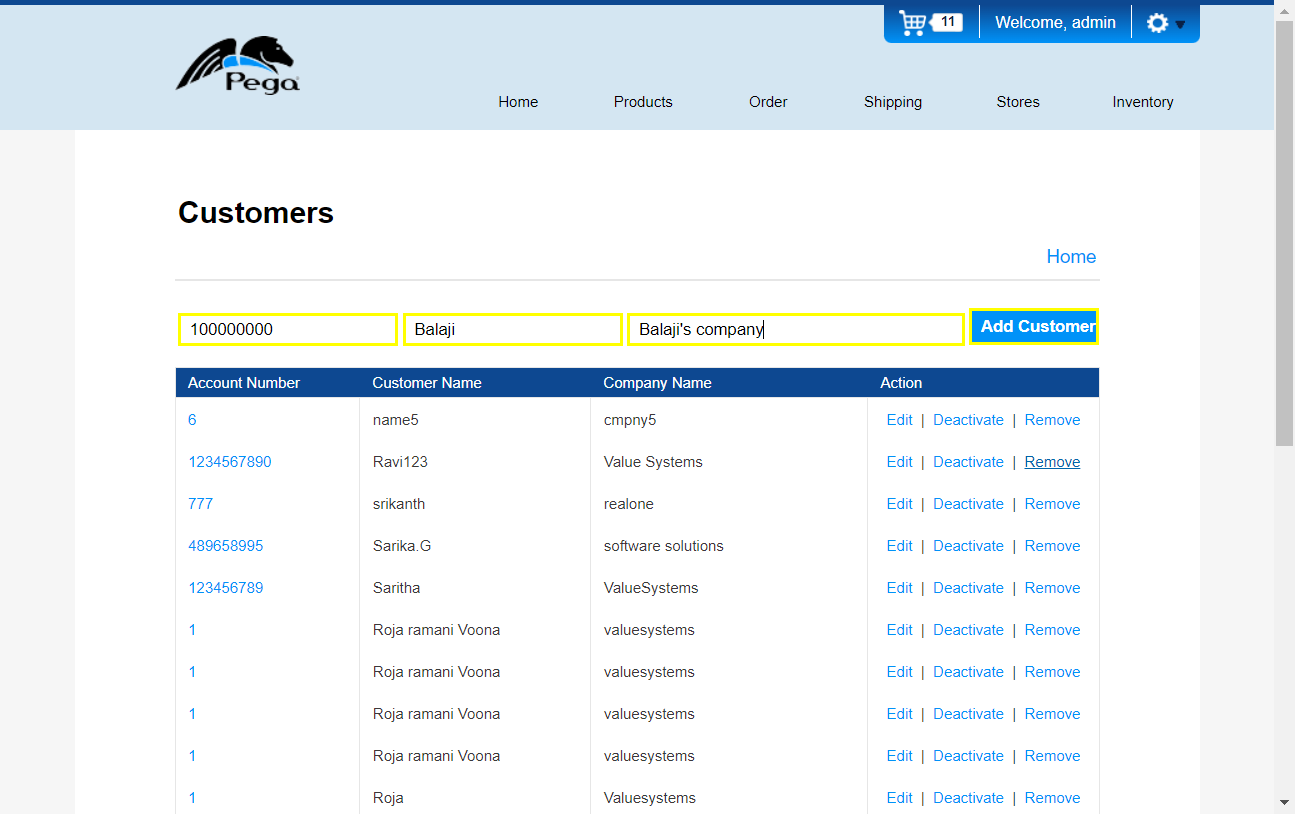 11 Welcome, admin
Pega
Home Products Order Shipping Stores Inventory
Customers
Home
100000000 Balaji Balaji's company Add Customer
Account Number Customer Name Company Name Action
6 name5 cmpny5 Edit | Deactivate | Remove
1234567890 Ravi123 Value Systems Edit | Deactivate | Remove
777 srikanth realone Edit | Deactivate | Remove
489658995 Sarika.G software solutions Edit | Deactivate | Remove
123456789 Saritha ValueSystems Edit | Deactivate | Remove
1 Roja ramani Voona valuesystems Edit | Deactivate | Remove
1 Roja ramani Voona valuesystems Edit | Deactivate | Remove
1 Roja ramani Voona valuesystems Edit | Deactivate | Remove
1 Roja ramani Voona valuesystems Edit | Deactivate | Remove
1 Roja Valuesystems Edit | Deactivate | Remove